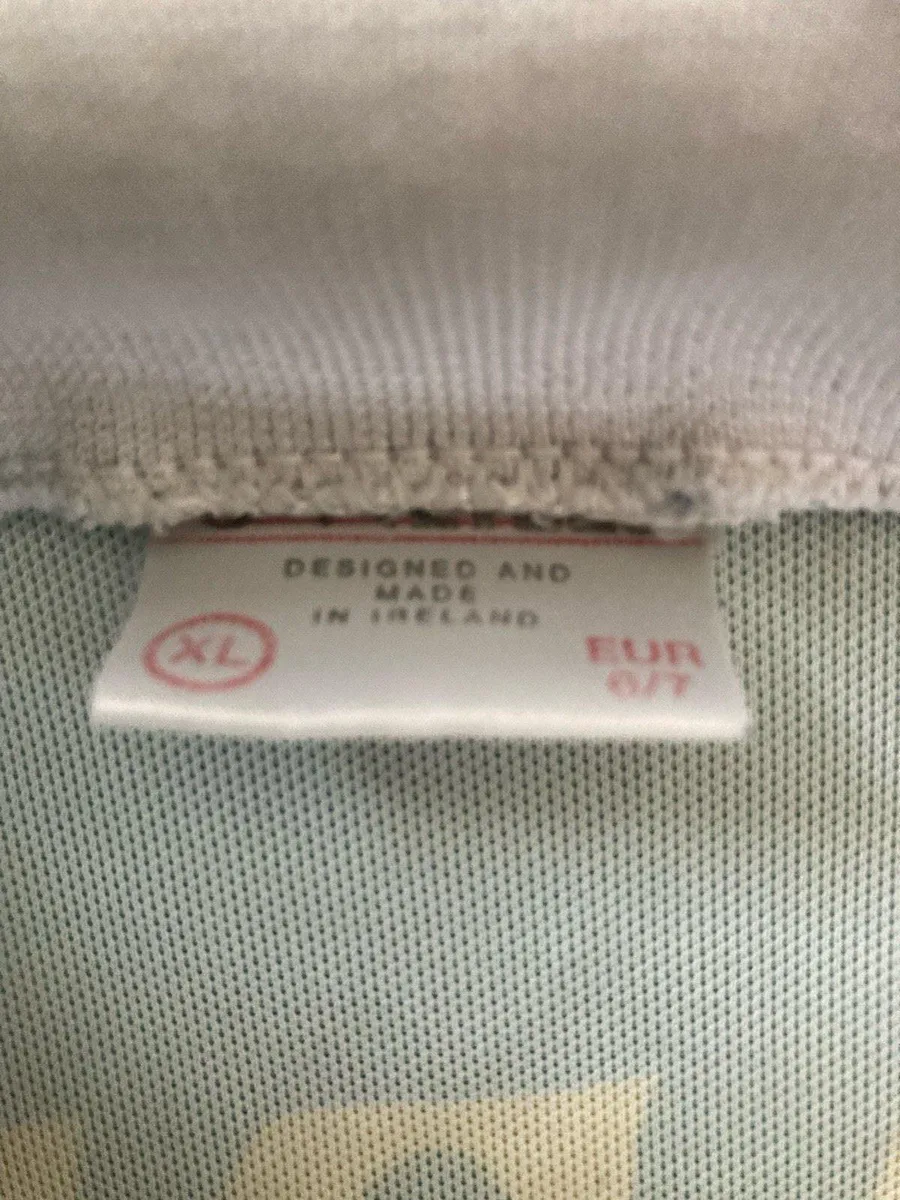 DESIGNED AND
MADE
IN IRELAND
XL
EUR
6/7